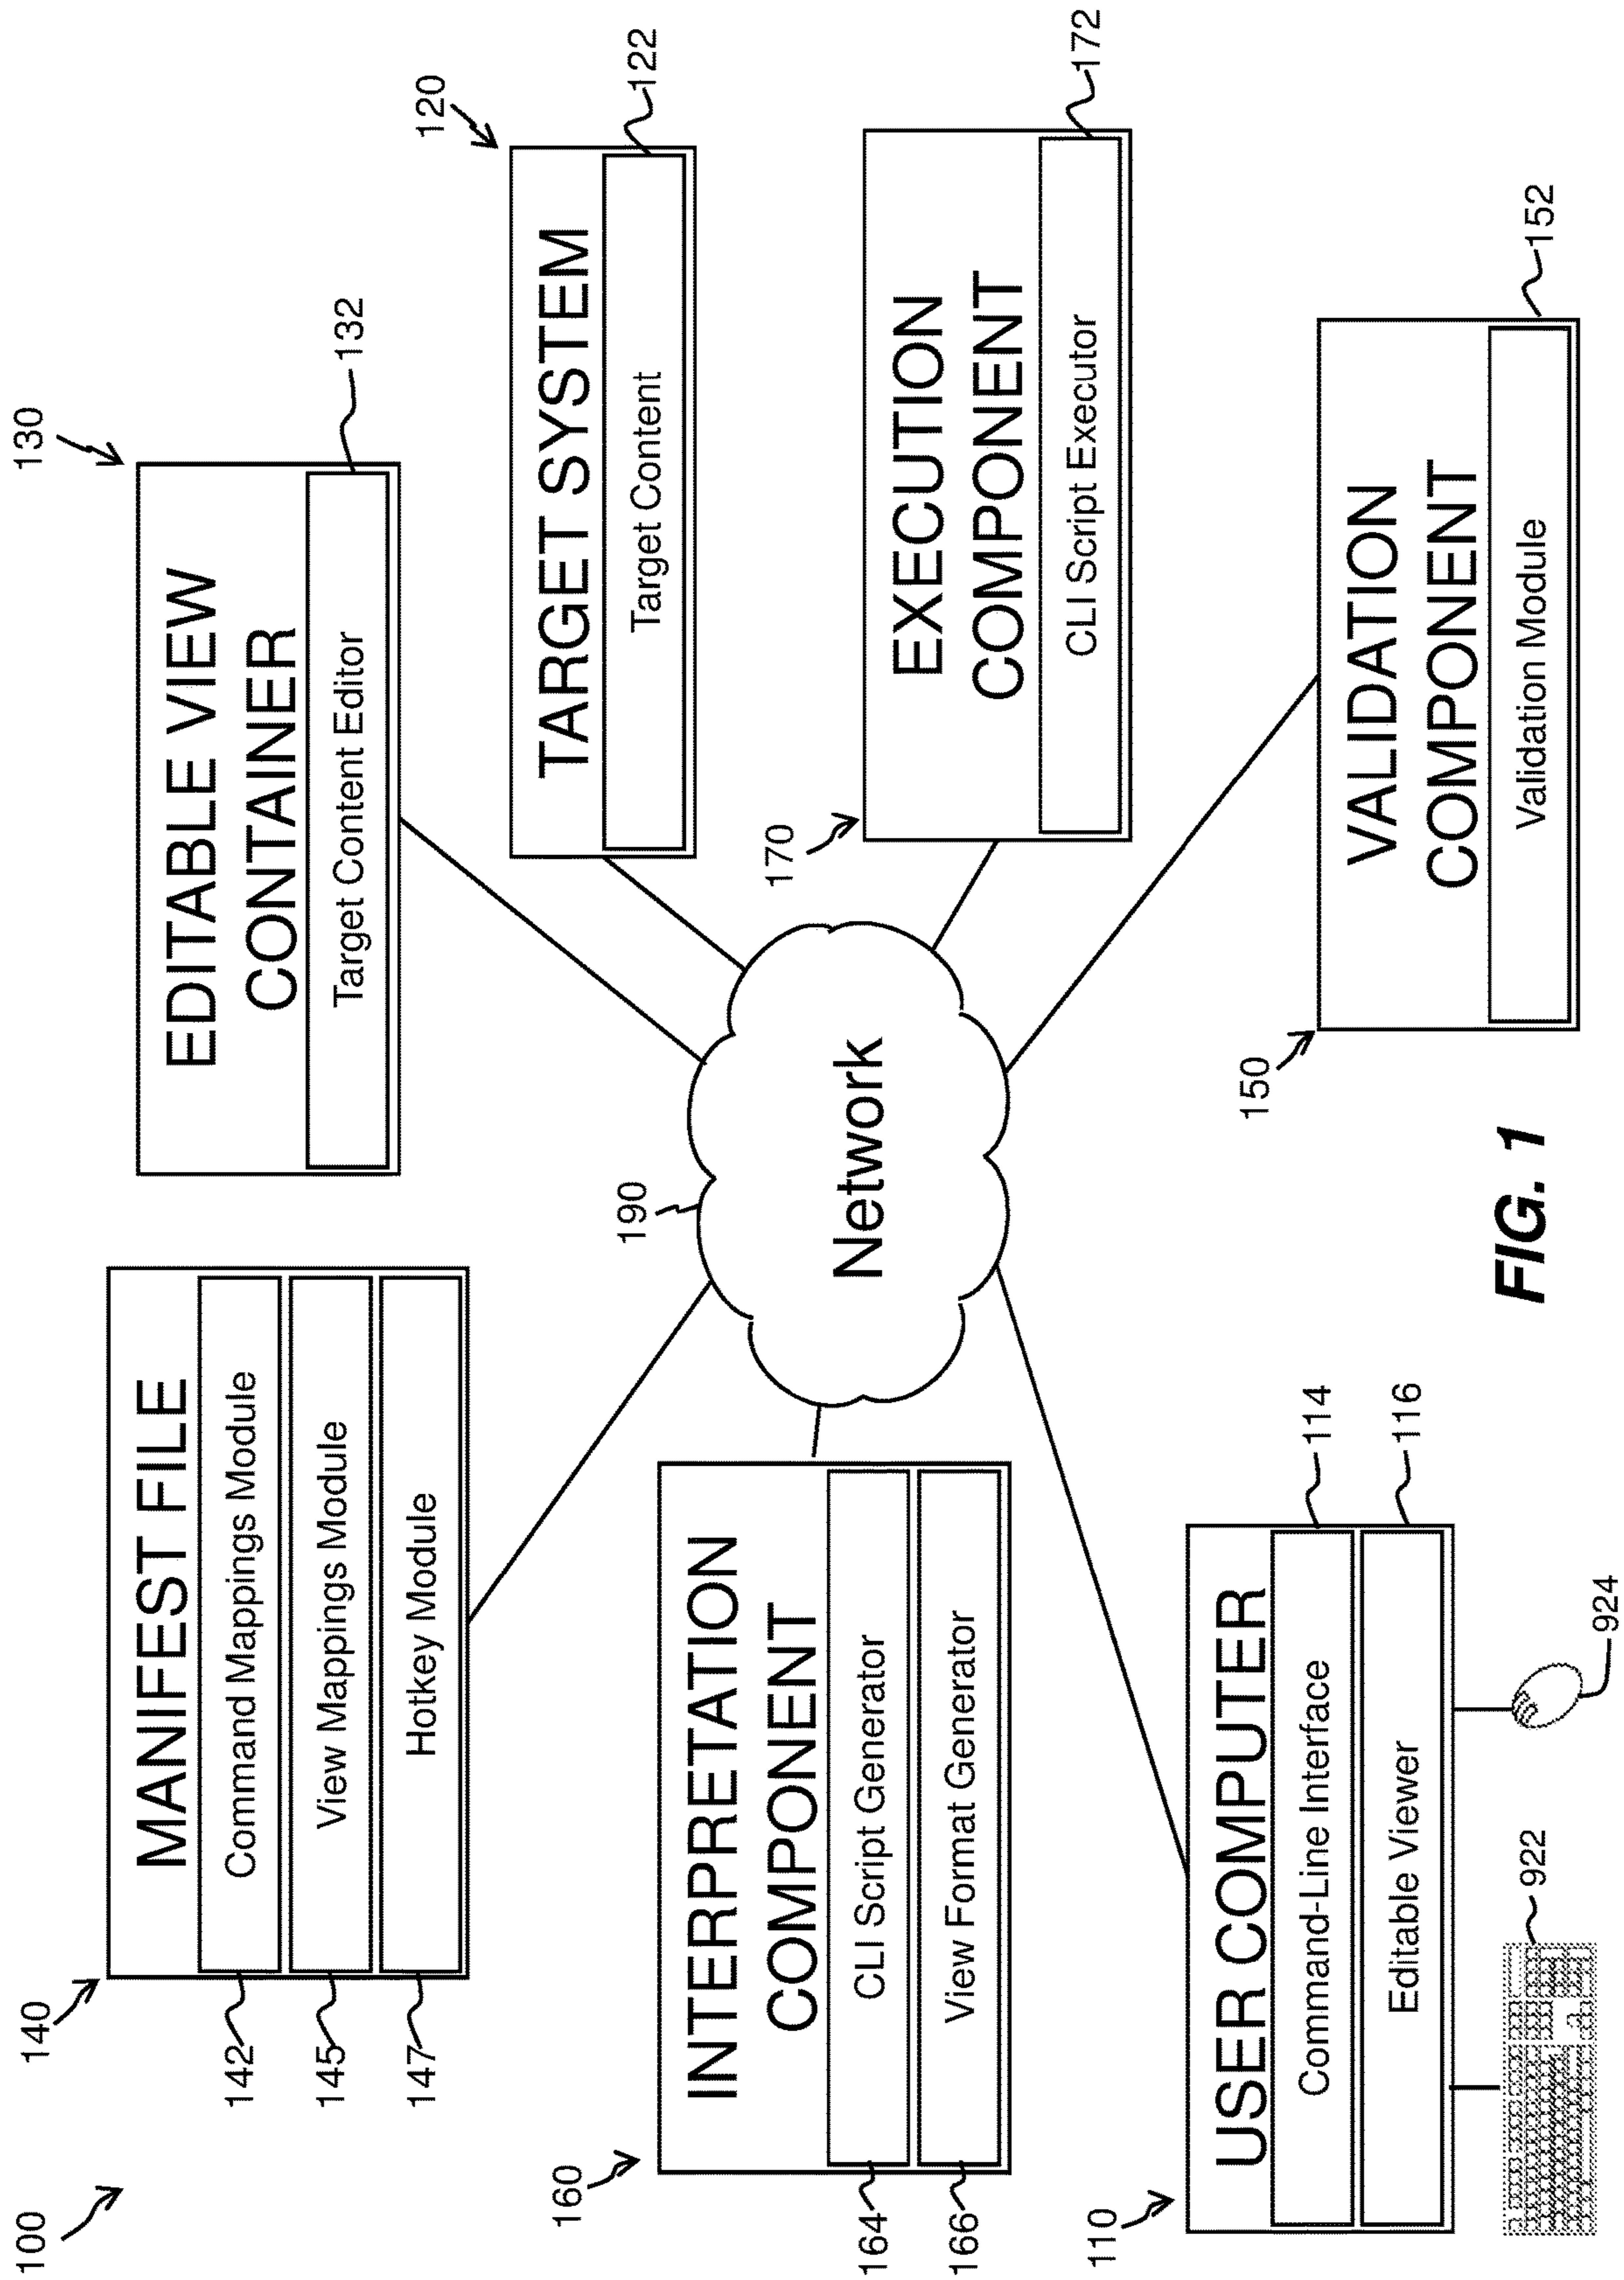 100
140
MANIFEST FILE
142
Command Mappings Module
145
View Mappings Module
147
Hotkey Module
130
EDITABLE VIEW
CONTAINER
Target Content Editor
132
120
TARGET SYSTEM
Target Content
122
160
INTERPRETATION
COMPONENT
164
CLI Script Generator
166
View Format Generator
190
Network
170
EXECUTION
COMPONENT
CLI Script Executor
172
110
USER COMPUTER
Command-Line Interface
114
Editable Viewer
116
922
924
150
VALIDATION
COMPONENT
Validation Module
152
FIG. 1